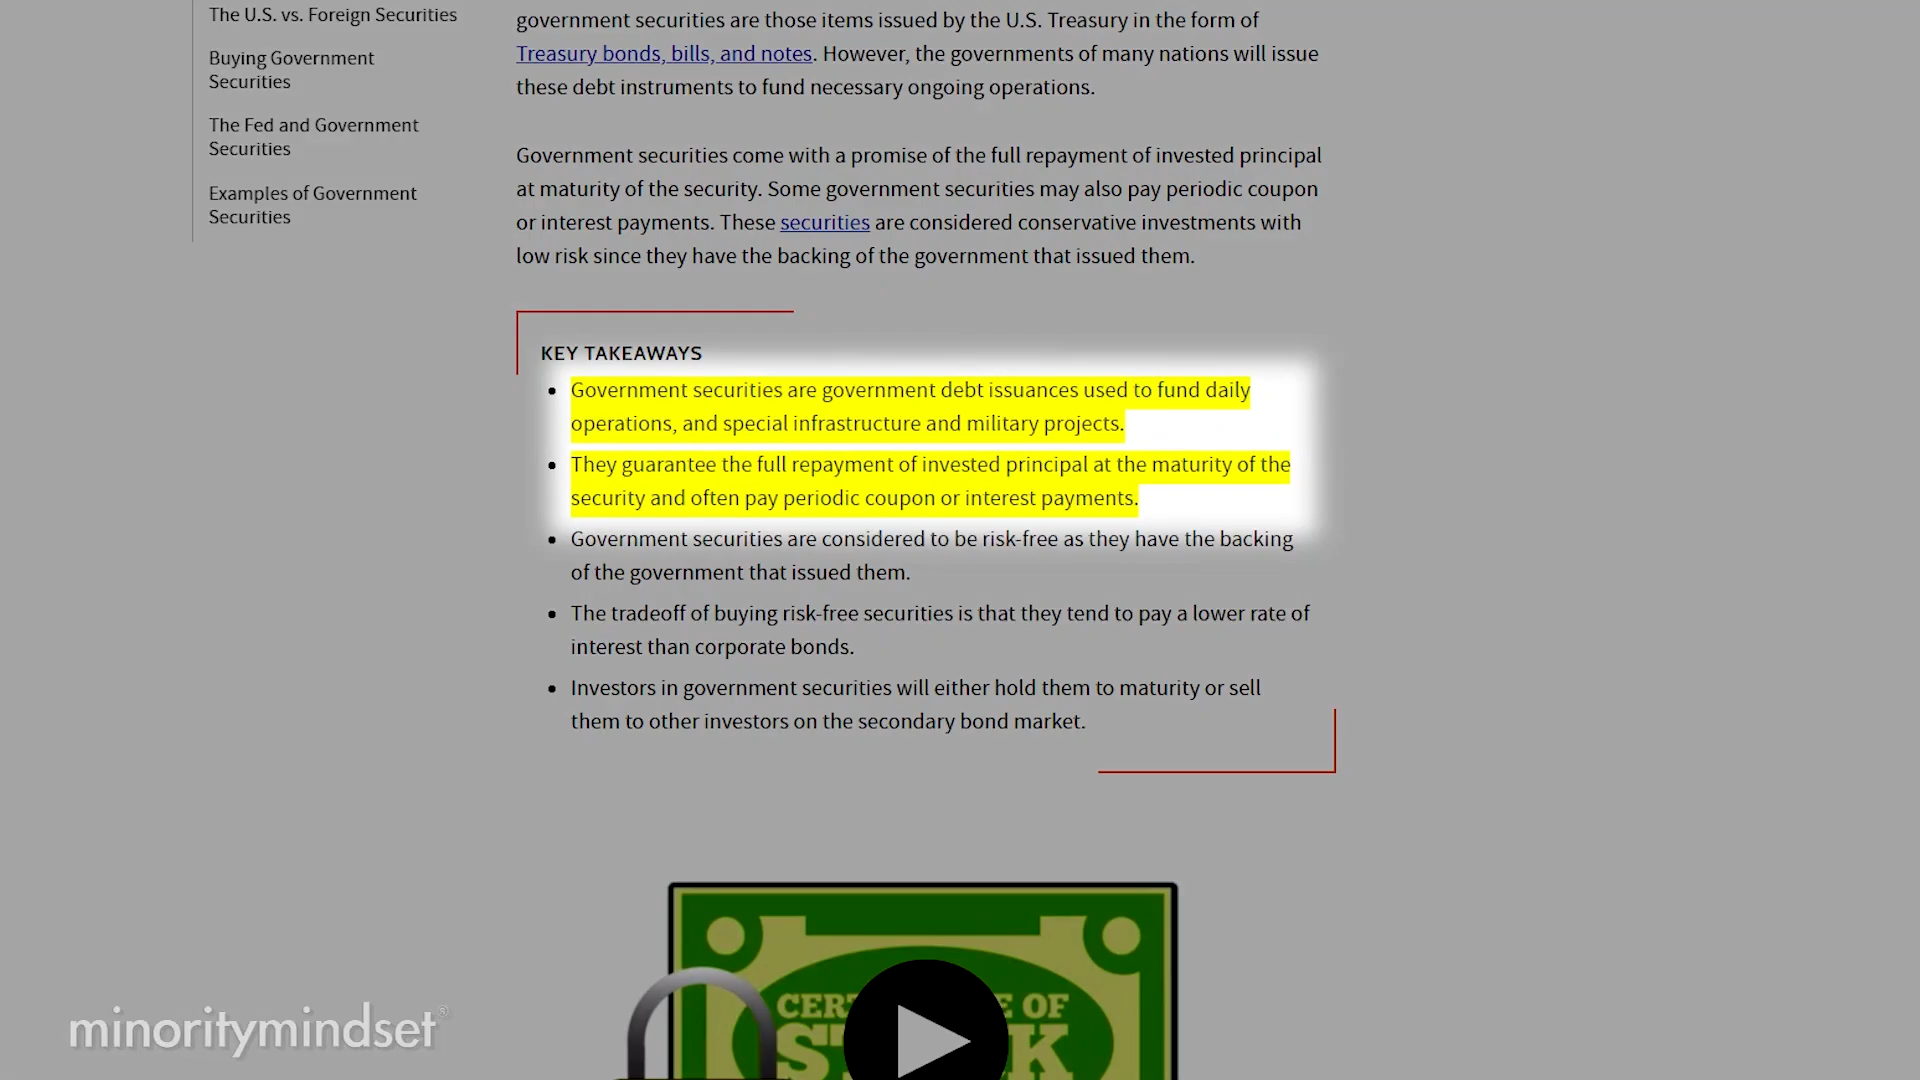 The U.S. vs. Foreign Securities
Buying Government
Securities
The Fed and Government
Securities
Examples of Government
Securities
government securities are those items issued by the U.S. Treasury in the form of
Treasury bonds, bills, and notes. However, the governments of many nations will issue
these debt instruments to fund necessary ongoing operations.
Government securities come with a promise of the full repayment of invested principal
at maturity of the security. Some government securities may also pay periodic coupon
or interest payments. These securities are considered conservative investments with
low risk since they have the backing of the government that issued them.
KEY TAKEAWAYS
• Government securities are government debt issuances used to fund daily
operations, and special infrastructure and military projects.
• They guarantee the full repayment of invested principal at the maturity of the
security and often pay periodic coupon or interest payments.
• Government securities are considered to be risk-free as they have the backing
of the government that issued them.
• The tradeoff of buying risk-free securities is that they tend to pay a lower rate of
interest than corporate bonds.
• Investors in government securities will either hold them to maturity or sell
them to other investors on the secondary bond market.
OF
minoritymindset®